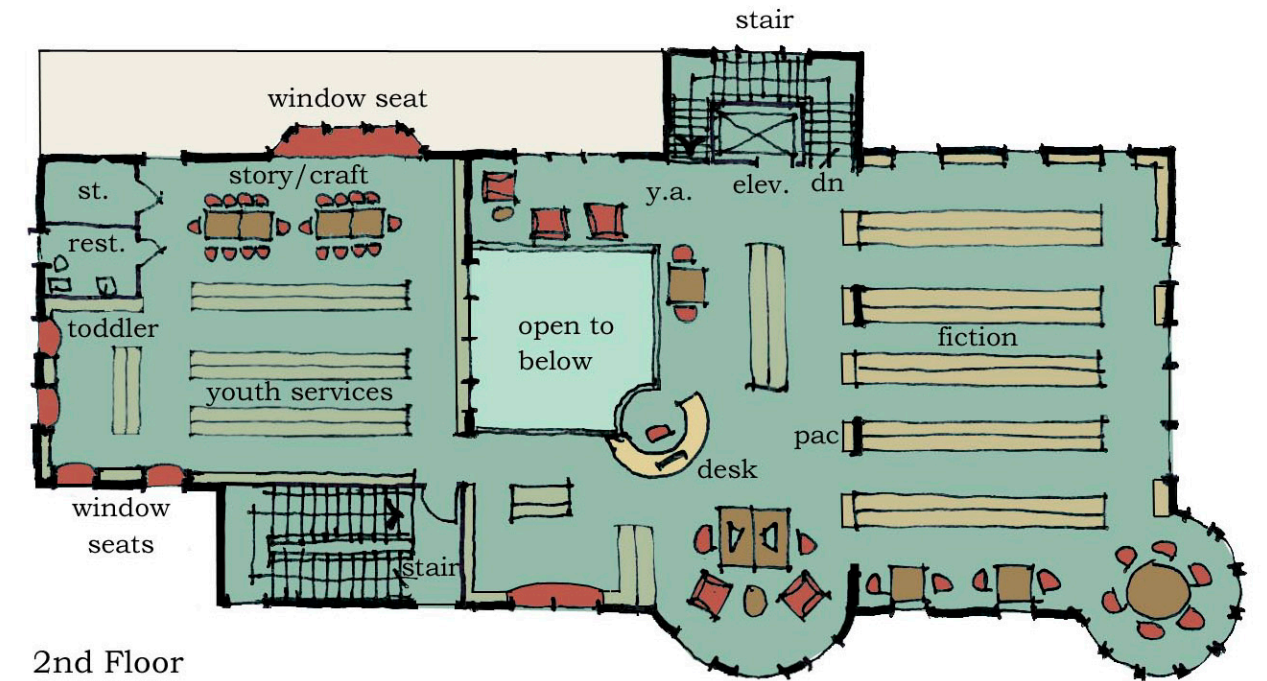 stair
window seat
story/craft
st.
y.a.
elev.
dn
rest.
toddler
open to
below
fiction
youth services
pac
desk
window
seats
stair
2nd Floor